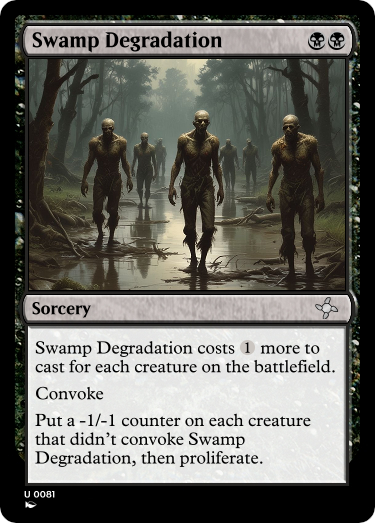 Swamp Degradation
Sorcery
Swamp Degradation costs 1 more to
cast for each creature on the battlefield.
Convoke
Put a -1/-1 counter on each creature
that didn't convoke Swamp
Degradation, then proliferate.
U 0081